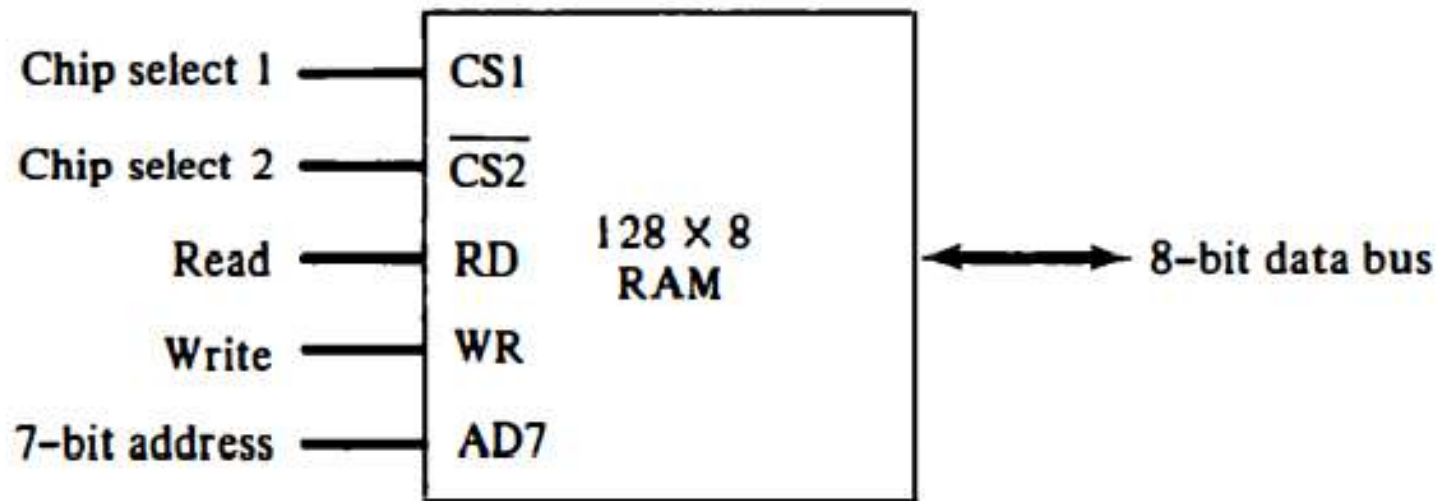 Chip select 1
CS1
Chip select 2
C̅S̅2̅
Read
RD
128 × 8
RAM
8-bit data bus
Write
WR
7-bit address
AD7